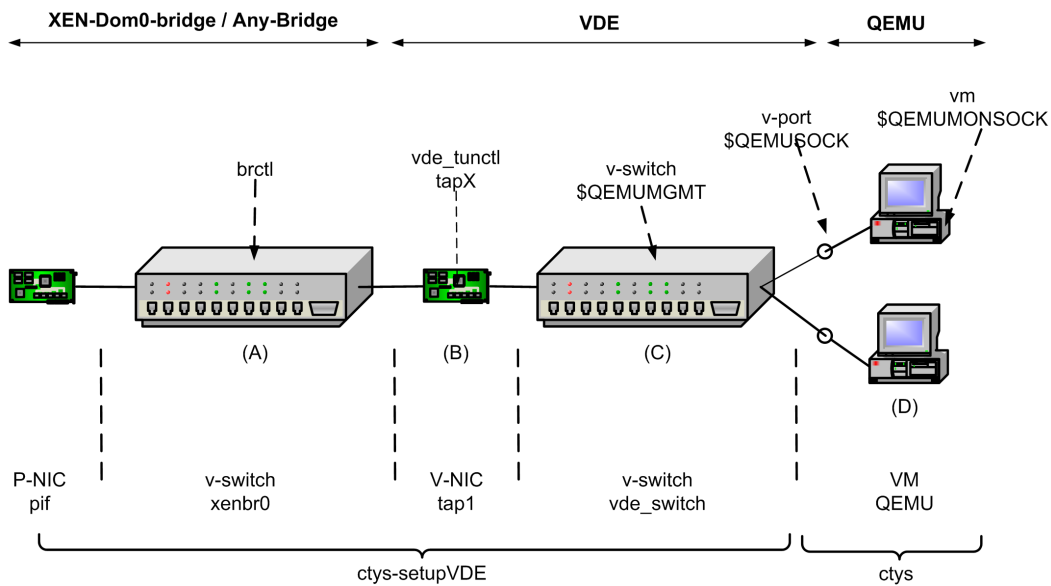 XEN-Dom0-bridge / Any-Bridge
VDE
QEMU
vm
$QEMUMONSOCK
v-port
$QEMUSOCK
brctl
vde_tunctl
tapX
v-switch
$QEMUMGMT
(A)
(B)
(C)
(D)
P-NIC
pif
v-switch
xenbr0
V-NIC
tap1
v-switch
vde_switch
VM
QEMU
ctys-setupVDE
ctys